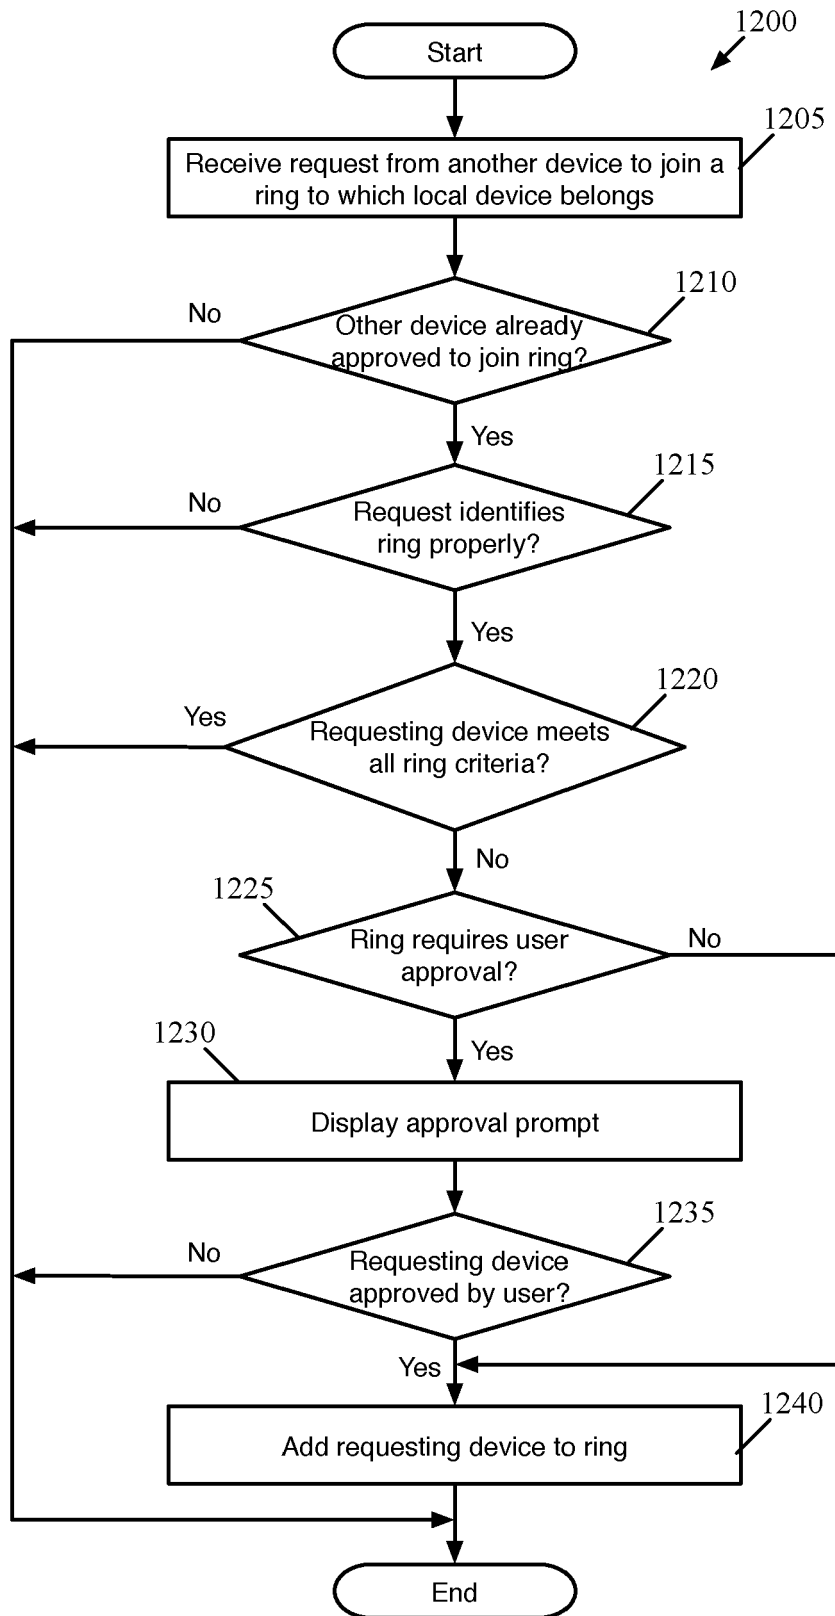 1200
Start
1205
Receive request from another device to join a
ring to which local device belongs
1210
No
Other device already
approved to join ring?
Yes
1215
No
Request identifies
ring properly?
Yes
1220
Yes
Requesting device meets
all ring criteria?
No
1225
Ring requires user
approval?
No
1230
Yes
Display approval prompt
1235
No
Requesting device
approved by user?
Yes
1240
Add requesting device to ring
End